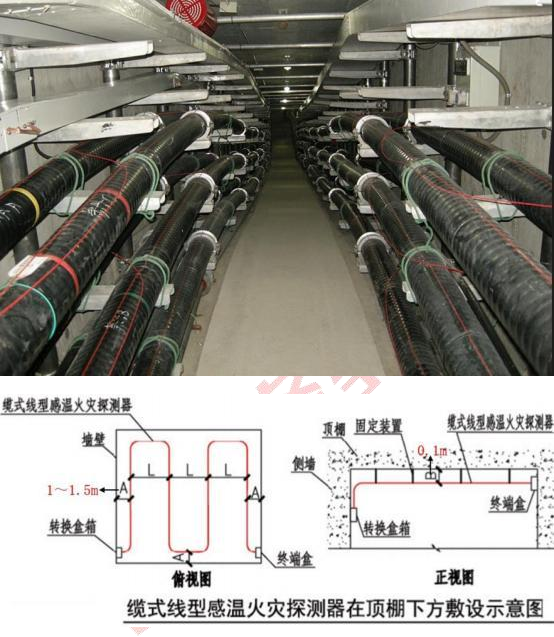 缆式线型感温火灾探测器
墙壁
L
L
L
A
A
1～1.5m
A
转换盒箱
终端盒
俯视图
顶棚
固定装置
缆式线型感温火灾探测器
0.1m
侧墙
终端盒
转换盒箱
正视图
缆式线型感温火灾探测器在顶棚下方敷设示意图